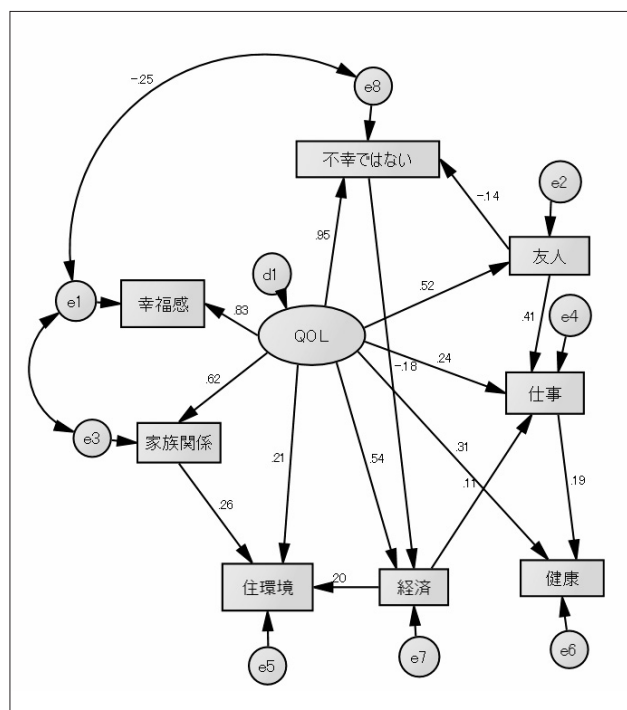 -.25
e8
不幸ではない
e2
-.14
友人
.95
d1
e1
幸福感
.83
QOL
.52
.41
e4
.24
-.18
仕事
.62
e3
家族関係
.21
.54
.31
.11
.19
.26
住環境
.20
経済
健康
e5
e7
e6